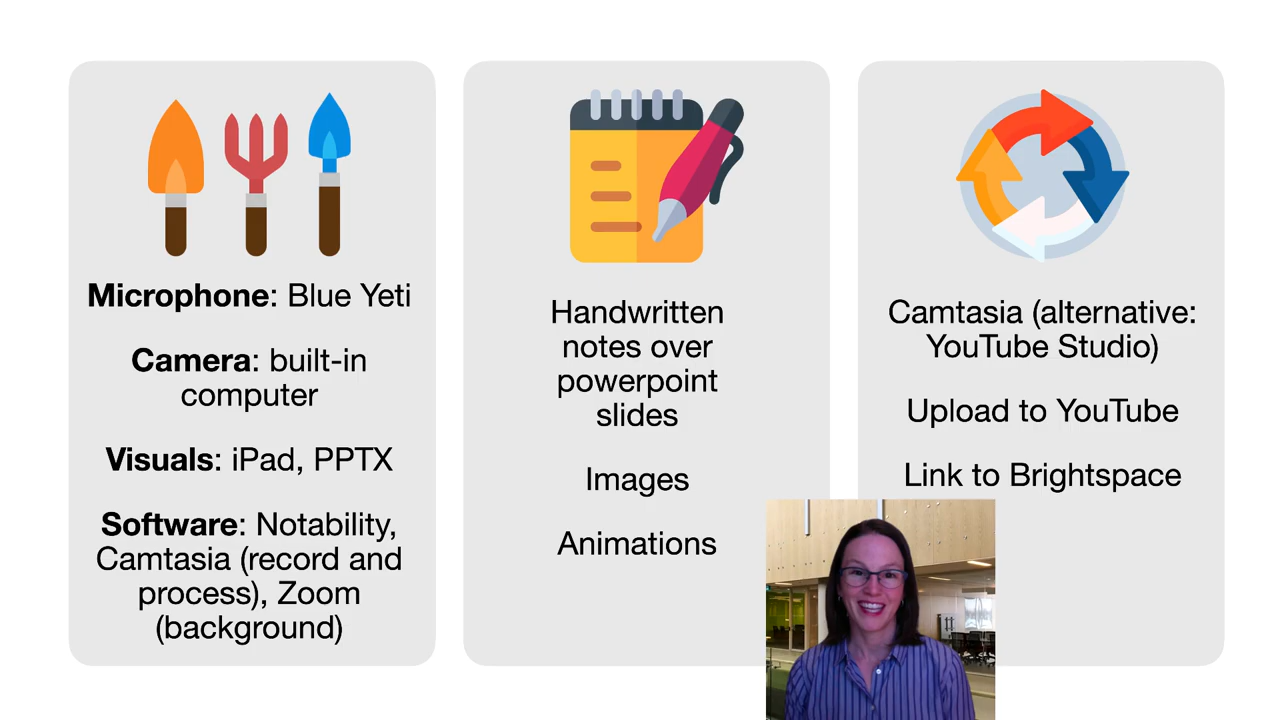 Microphone: Blue Yeti
Camera: built-in
computer
Visuals: iPad, PPTX
Software: Notability,
Camtasia (record and
process), Zoom
(background)
Handwritten
notes over
powerpoint
slides
Images
Animations
Camtasia (alternative:
YouTube Studio)
Upload to YouTube
Link to Brightspace